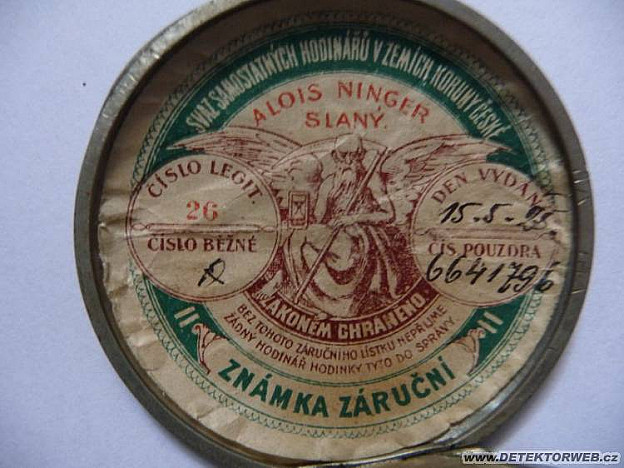 SVAZ SAMOSTATNÝCH HODINÁŘŮ V ZEMÍCH KORUNY ČESKÉ
ALOIS NINGER
SLANÝ.
ČÍSLO LEGIT.
26
ČÍSLO BĚŽNÉ
A
DEN VYDÁNÍ
15.5.
ČÍS POUZDRA
6641796
ZÁKONEM CHRÁNĚNO.
BEZ TOHOTO ZÁRUČNÍHO LÍSTKU NEPŘIJME
ŽÁDNÝ HODINÁŘ HODINKY TYTO DO SPRÁVY.
II II
ZNÁMKA ZÁRUČNÍ
www.DETEKTORWEB.cz